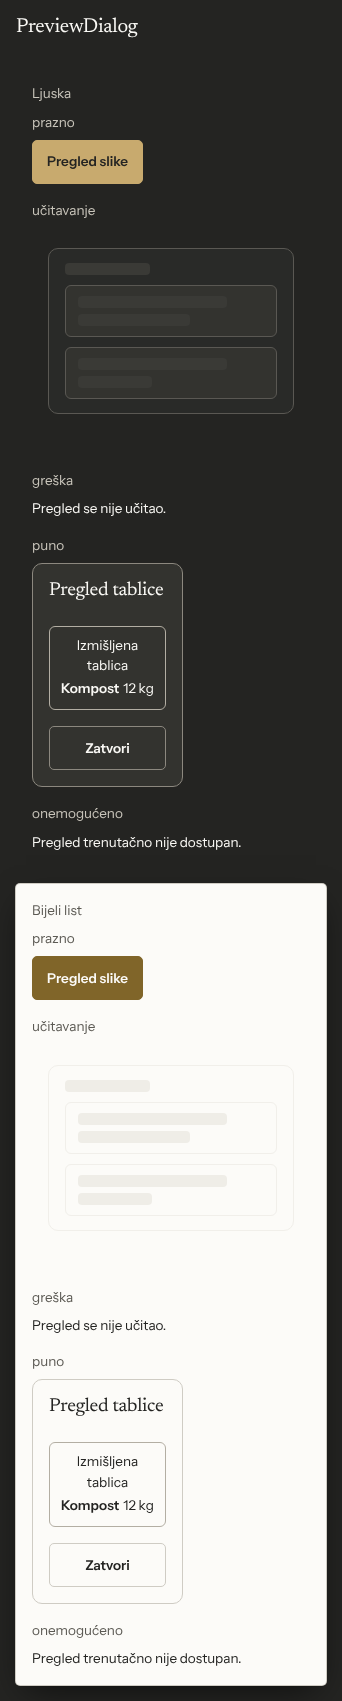 PreviewDialog
Ljuska
prazno
Pregled slike
učitavanje
greška
Pregled se nije učitao.
puno
Pregled tablice
Izmišljena
tablica
Kompost 12 kg
Zatvori
onemogućeno
Pregled trenutačno nije dostupan.
Bijeli list
prazno
Pregled slike
učitavanje
greška
Pregled se nije učitao.
puno
Pregled tablice
Izmišljena
tablica
Kompost 12 kg
Zatvori
onemogućeno
Pregled trenutačno nije dostupan.